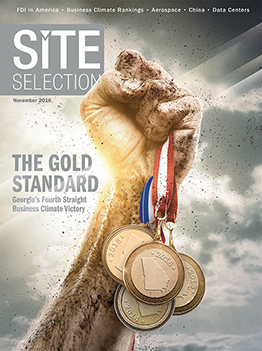 FDI in America • Business Climate Rankings • Aerospace • China • Data Centers
SiTE
SELECTION
November 2016
THE GOLD
STANDARD
Georgia's Fourth Straight
Business Climate Victory